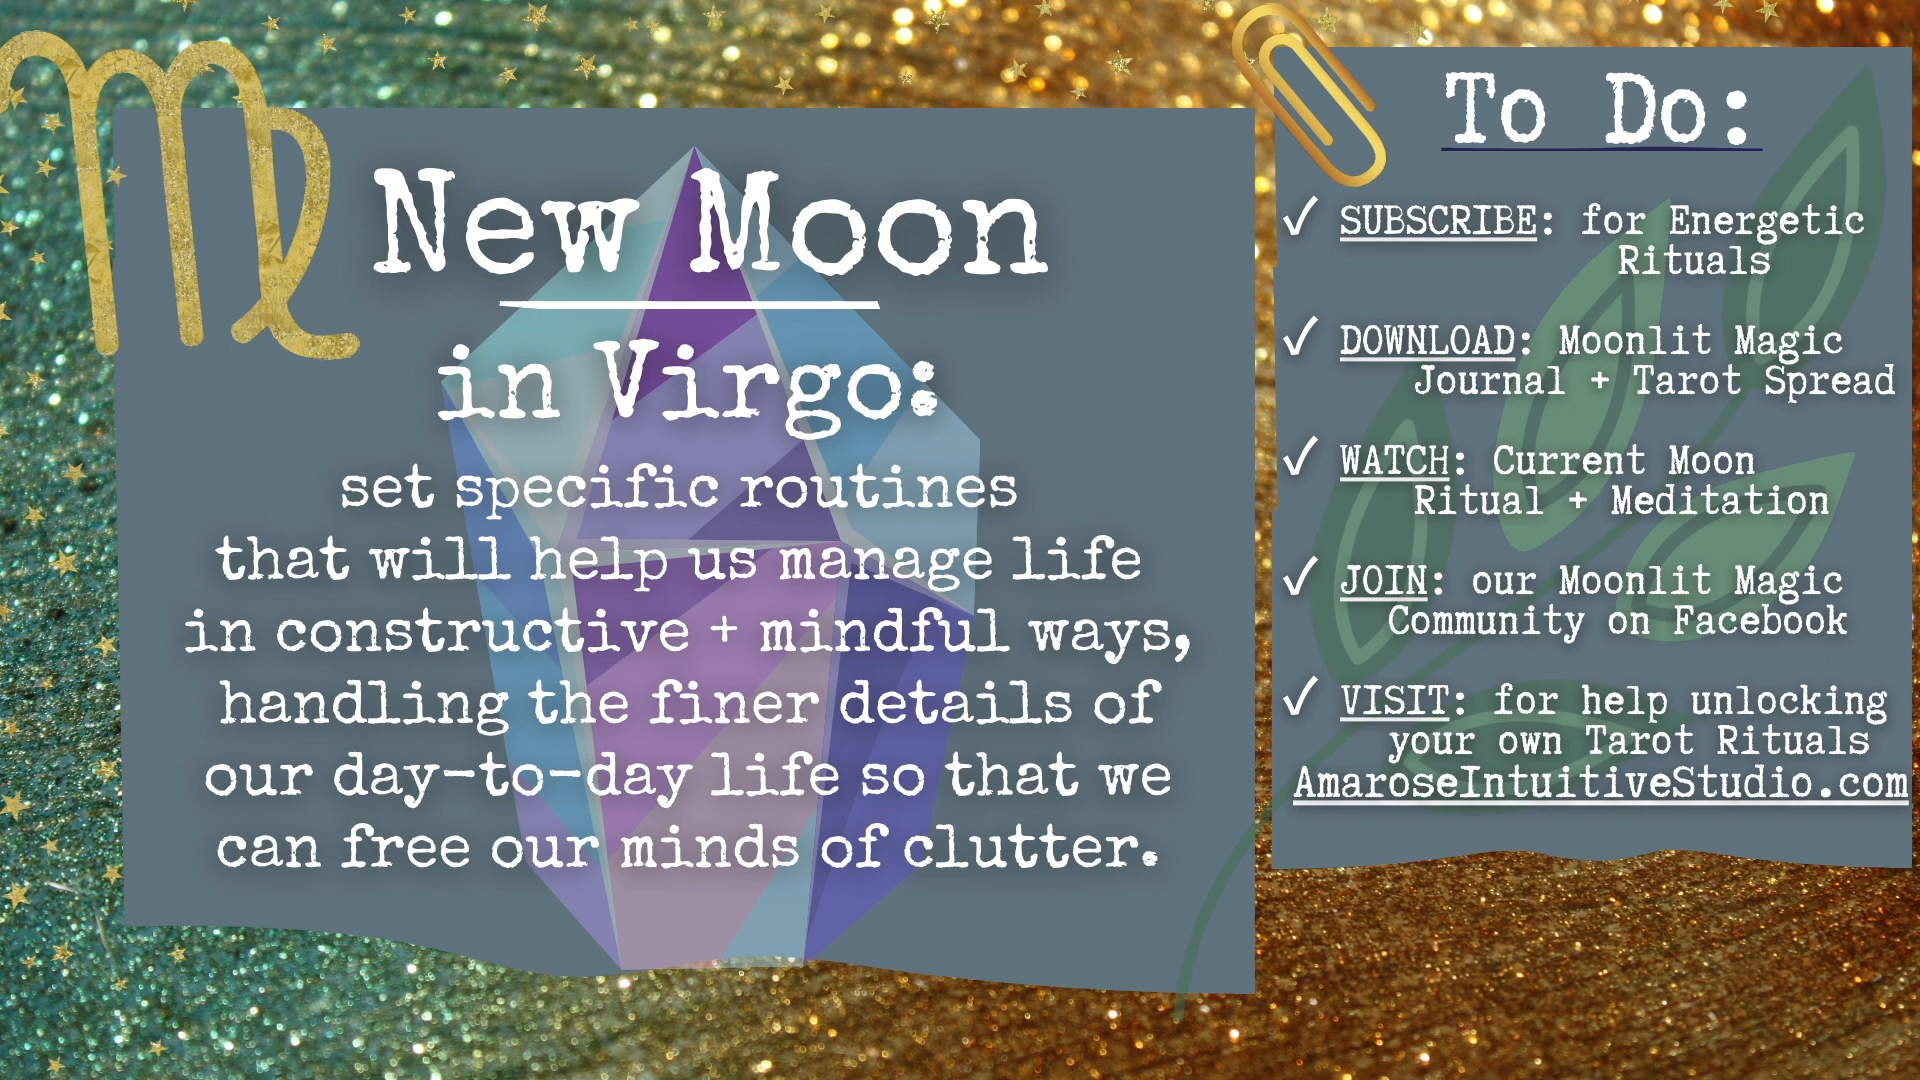 New Moon
in Virgo:
set specific routines
that will help us manage life
in constructive + mindful ways,
handling the finer details of
our day-to-day life so that we
can free our minds of clutter.
To Do:
✓ SUBSCRIBE: for Energetic
Rituals
✓ DOWNLOAD: Moonlit Magic
Journal + Tarot Spread
✓ WATCH: Current Moon
Ritual + Meditation
✓ JOIN: our Moonlit Magic
Community on Facebook
✓ VISIT: for help unlocking
your own Tarot Rituals
AmaroseIntuitiveStudio.com